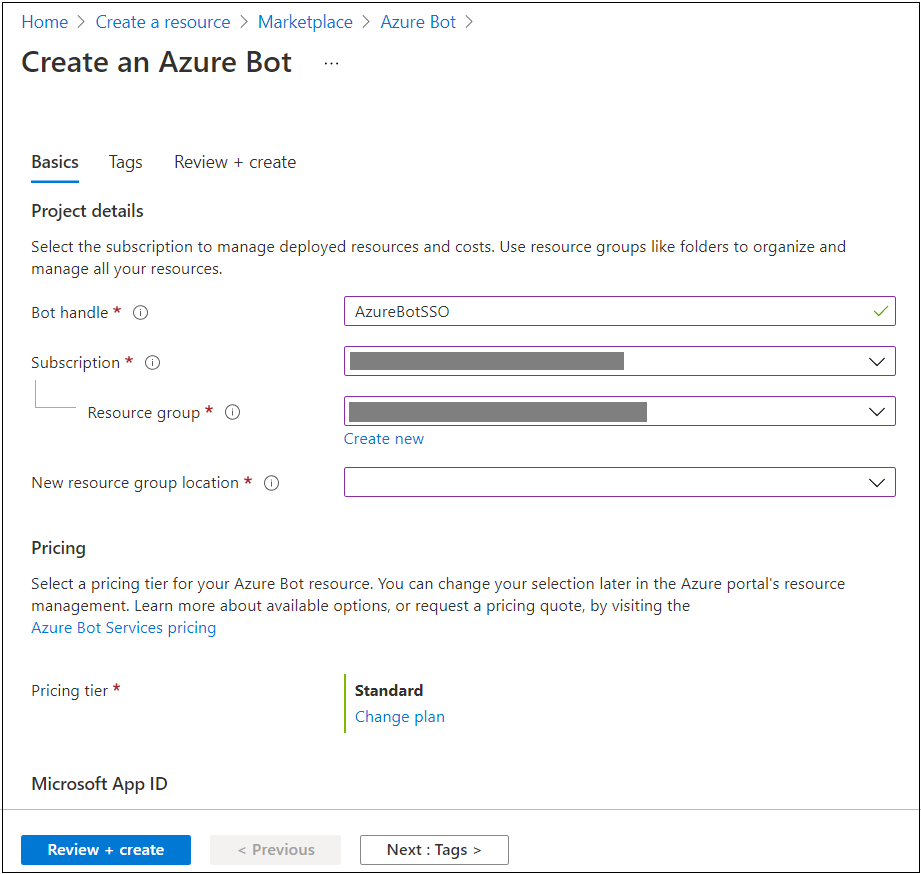 Home > Create a resource > Marketplace > Azure Bot >
Create an Azure Bot ...
Basics Tags Review + create
Project details
Select the subscription to manage deployed resources and costs. Use resource groups like folders to organize and
manage all your resources.
Bot handle * AzureBotSSO
Subscription *
Resource group *
Create new
New resource group location *
Pricing
Select a pricing tier for your Azure Bot resource. You can change your selection later in the Azure portal's resource
management. Learn more about available options, or request a pricing quote, by visiting the
Azure Bot Services pricing
Pricing tier * Standard
Change plan
Microsoft App ID
Review + create < Previous Next : Tags >